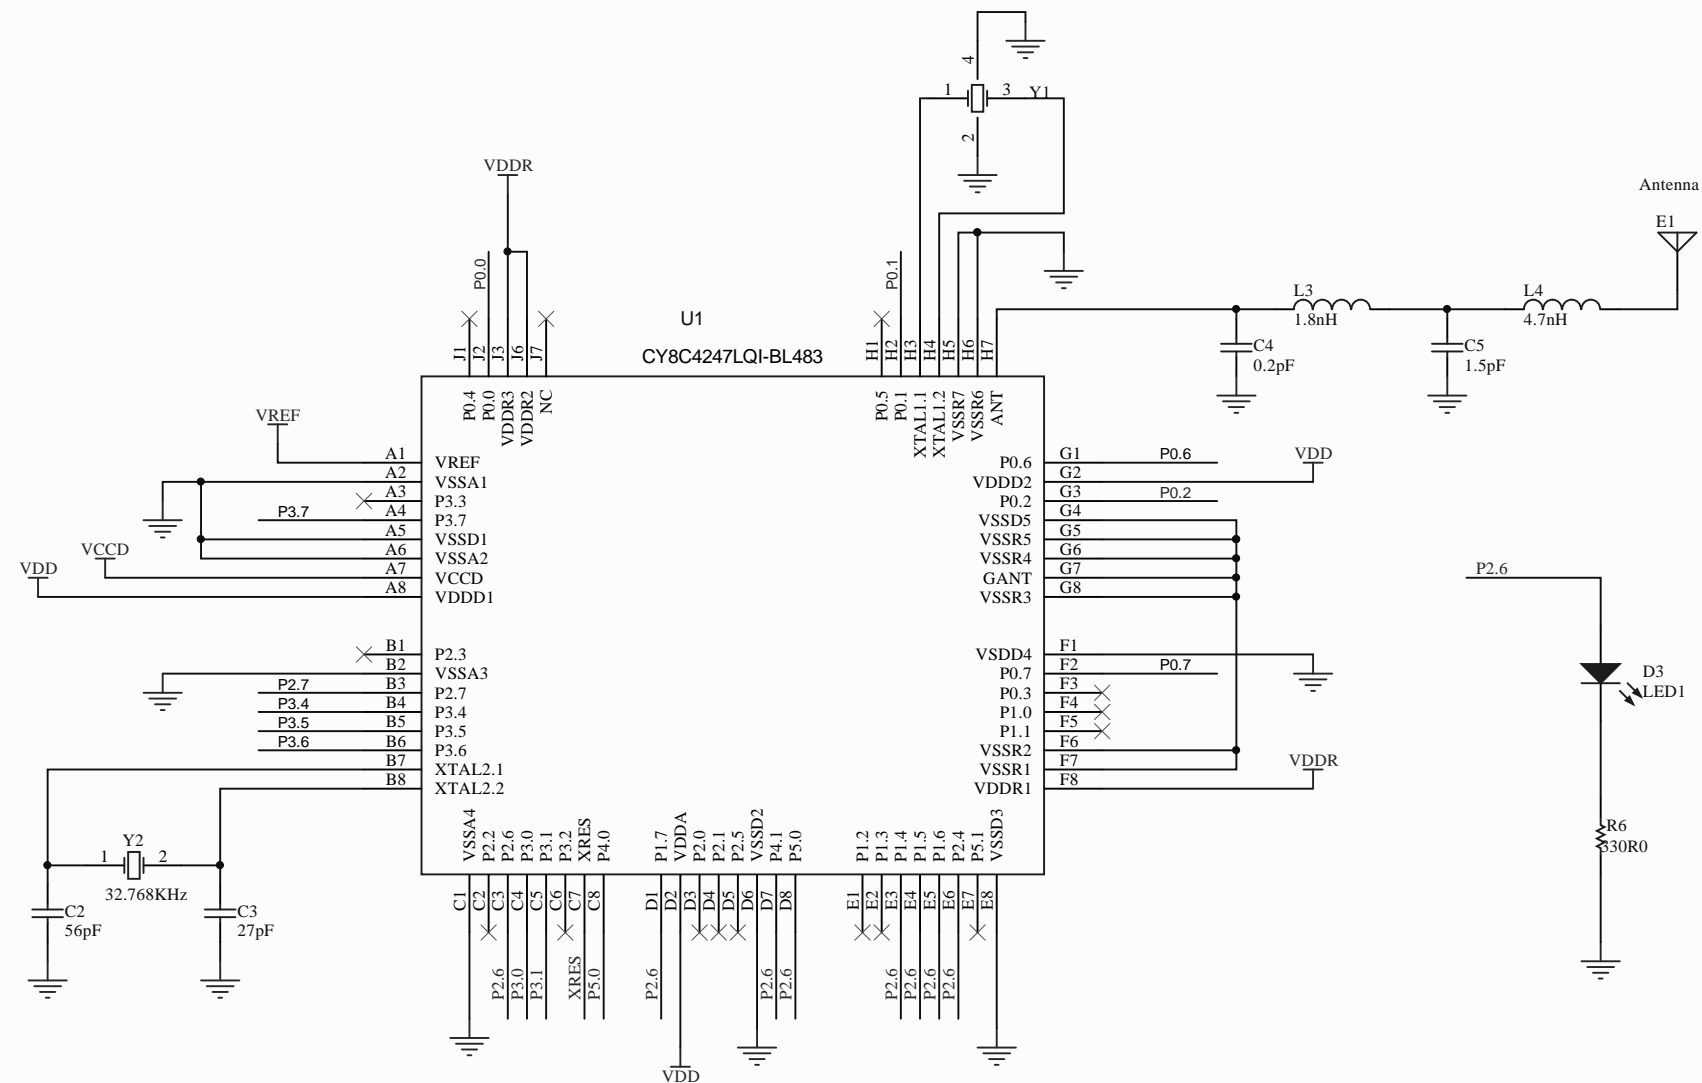 4
1
3
Y1
2
VDDR
Antenna
E1
P0.0
P0.1
L3
1.8nH
L4
4.7nH
U1
CY8C4247LQI-BL483
C4
0.2pF
C5
1.5pF
J1
J2
J3
J6
J7
H1
H2
H3
H4
H5
H6
H7
P0.4
P0.0
VDDR3
VDDR2
NC
P0.5
P0.1
XTAL1.1
XTAL1.2
VSSR7
VSSR6
ANT
VREF
A1
VREF
A2
VSSA1
A3
P3.3
P3.7
A4
P3.7
A5
VSSD1
VCCD
A6
VSSA2
VDD
A7
VCCD
A8
VDDD1
B1
P2.3
B2
VSSA3
P2.7
B3
P2.7
P3.4
B4
P3.4
P3.5
B5
P3.5
P3.6
B6
P3.6
B7
XTAL2.1
B8
XTAL2.2
P0.6
G1
P0.6
VDD
VDDD2
G2
P0.2
G3
P0.2
VSSD5
G4
VSSR5
G5
VSSR4
G6
GANT
G7
VSSR3
G8
VSDD4
F1
P0.7
F2
P0.7
P0.3
F3
P1.0
F4
P1.1
F5
VSSR2
F6
VSSR1
F7
VDDR
VDDR1
F8
P2.6
D3
LED1
R6
330R0
Y2
1
2
32.768KHz
C2
56pF
C3
27pF
VSSA4
P2.2
P2.6
P3.0
P3.1
P3.2
XRES
P4.0
P1.7
VDDA
P2.0
P2.1
P2.5
VSSD2
P4.1
P5.0
P1.2
P1.3
P1.4
P1.5
P1.6
P2.4
P5.1
VSSD3
C1
C2
C3
C4
C5
C6
C7
C8
D1
D2
D3
D4
D5
D6
D7
D8
E1
E2
E3
E4
E5
E6
E7
E8
P2.6
P3.0
P3.1
XRES
P5.0
P2.6
P2.6
P2.6
P2.6
P2.6
P2.6
P2.6
VDD